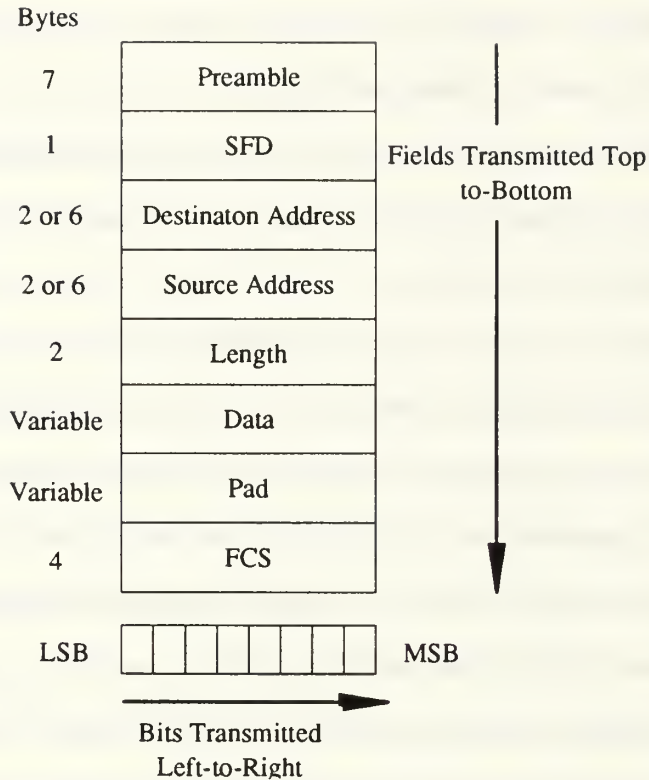 Bytes
7 Preamble
1 SFD
2 or 6 Destinaton Address
2 or 6 Source Address
2 Length
Variable Data
Variable Pad
4 FCS
Fields Transmitted Top
to-Bottom
LSB MSB
Bits Transmitted
Left-to-Right